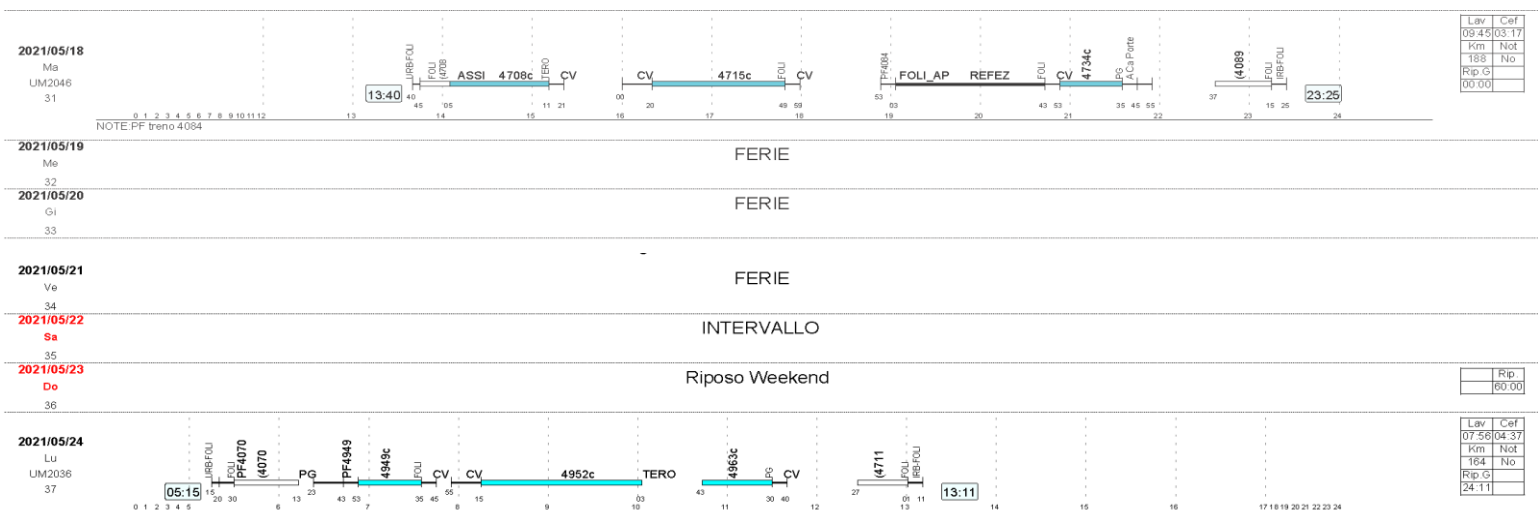 Lav Cef
09:45 03:17
Km Not
188 No
Rip.G
00:00
2021/05/18
Ma
UM2046
31
URB-FOLI FOLI (4708 ASSI 4708c TERO CV CV 4715c FOLI CV PF4084 FOLI_AP REFEZ FOLI CV 4734c PG ACa Porte (4089 FOLI IRB-FOLI
13:40 40 45 05 11 21 00 20 49 59 53 03 43 53 35 45 55 37 15 25 23:25
0 1 2 3 4 5 6 7 8 9 10 11 12 13 14 15 16 17 18 19 20 21 22 23 24
NOTE:PF treno 4084
2021/05/19
Me
32
FERIE
2021/05/20
Gi
33
FERIE
2021/05/21
Ve
34
FERIE
2021/05/22
Sa
35
INTERVALLO
2021/05/23
Do
36
Riposo Weekend
Rip.
60:00
2021/05/24
Lu
UM2036
37
URB-FOLI FOLI PF4070 (4070 PG PF4949 4949c FOLI CV CV 4952c TERO 4963c PG CV (4711 FOLI IRB-FOLI
05:15 15 20 30 13 23 43 53 35 45 55 15 03 43 30 40 27 01 11 13:11
0 1 2 3 4 5 6 7 8 9 10 11 12 13 14 15 16 17 18 19 20 21 22 23 24
Lav Cef
07:56 04:37
Km Not
164 No
Rip.G
24:11